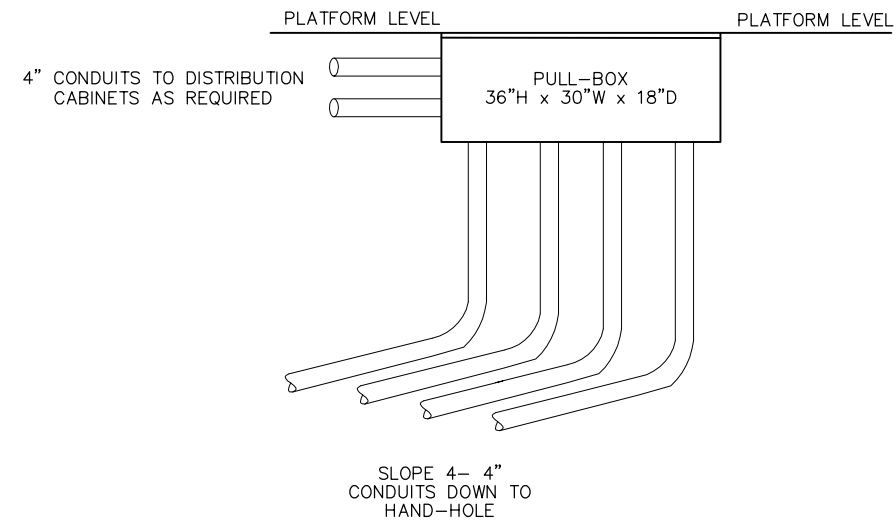 PLATFORM LEVEL
PLATFORM LEVEL
4" CONDUITS TO DISTRIBUTION
CABINETS AS REQUIRED
PULL-BOX
36"H x 30"W x 18"D
SLOPE 4- 4"
CONDUITS DOWN TO
HAND-HOLE